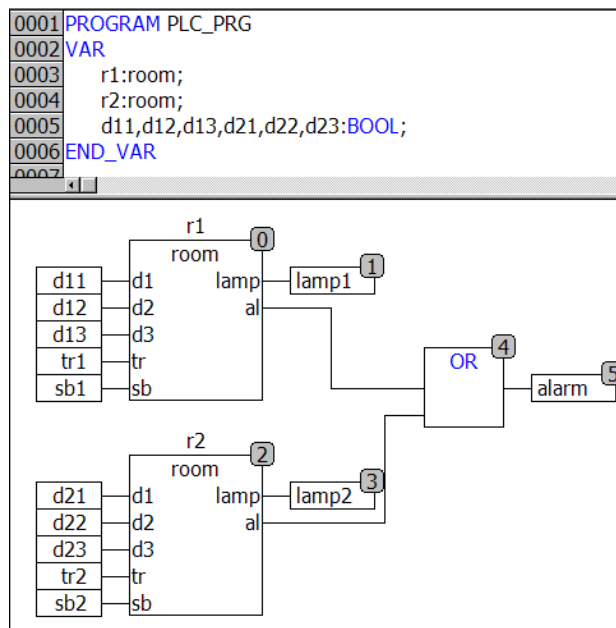 0001 PROGRAM PLC_PRG
0002 VAR
0003 r1:room;
0004 r2:room;
0005 d11,d12,d13,d21,d22,d23:BOOL;
0006 END_VAR
0007
r1
0
room
1
d11 d1 lamp lamp1
d12 d2 al
d13 d3
4
tr1 tr
OR
5
sb1 sb
alarm
r2
2
room
3
d21 d1 lamp lamp2
d22 d2 al
d23 d3
tr2 tr
sb2 sb